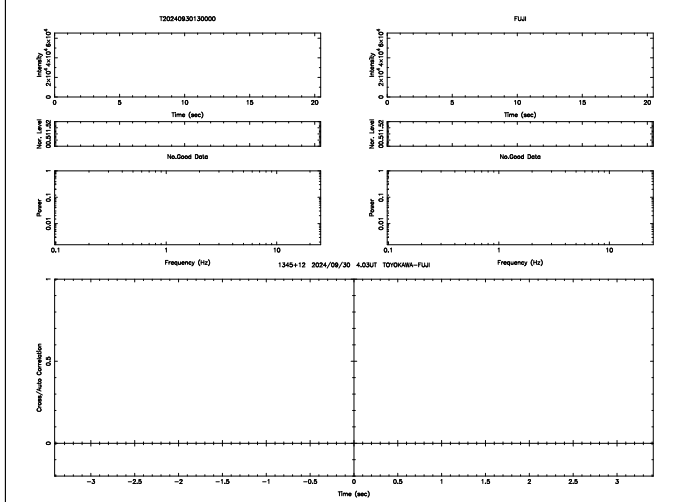 T20240930130000
FUJI
Intensity
0 2×10⁴ 4×10⁴ 6×10⁴
0 5 10 15 20
Time (sec)
Intensity
0 2×10⁴ 4×10⁴ 6×10⁴
0 5 10 15 20
Time (sec)
Nor. Level
00.511.52
Nor. Level
00.511.52
No.Good Data
No.Good Data
Power
0.01 0.1 1
0.1 1 10
Frequency (Hz)
Power
0.01 0.1 1
0.1 1 10
Frequency (Hz)
1345+12 2024/09/30 4.03UT TOYOKAWA-FUJI
Cross/Auto Correlation
0 0.5 1
-3 -2.5 -2 -1.5 -1 -0.5 0 0.5 1 1.5 2 2.5 3
Time (sec)